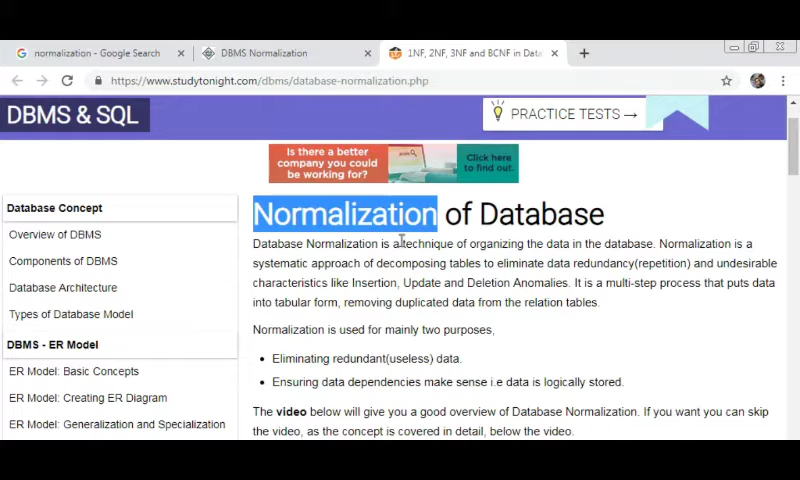 normalization - Google Search
DBMS Normalization
1NF, 2NF, 3NF and BCNF in Data
https://www.studytonight.com/dbms/database-normalization.php
DBMS & SQL
PRACTICE TESTS →
Is there a better
company you could
be working for?
Click here
to find out.
Database Concept
Overview of DBMS
Components of DBMS
Database Architecture
Types of Database Model
DBMS - ER Model
ER Model: Basic Concepts
ER Model: Creating ER Diagram
ER Model: Generalization and Specialization
Normalization of Database
Database Normalization is a technique of organizing the data in the database. Normalization is a
systematic approach of decomposing tables to eliminate data redundancy(repetition) and undesirable
characteristics like Insertion, Update and Deletion Anomalies. It is a multi-step process that puts data
into tabular form, removing duplicated data from the relation tables.
Normalization is used for mainly two purposes,
• Eliminating redundant(useless) data.
• Ensuring data dependencies make sense i.e data is logically stored.
The video below will give you a good overview of Database Normalization. If you want you can skip
the video, as the concept is covered in detail, below the video.